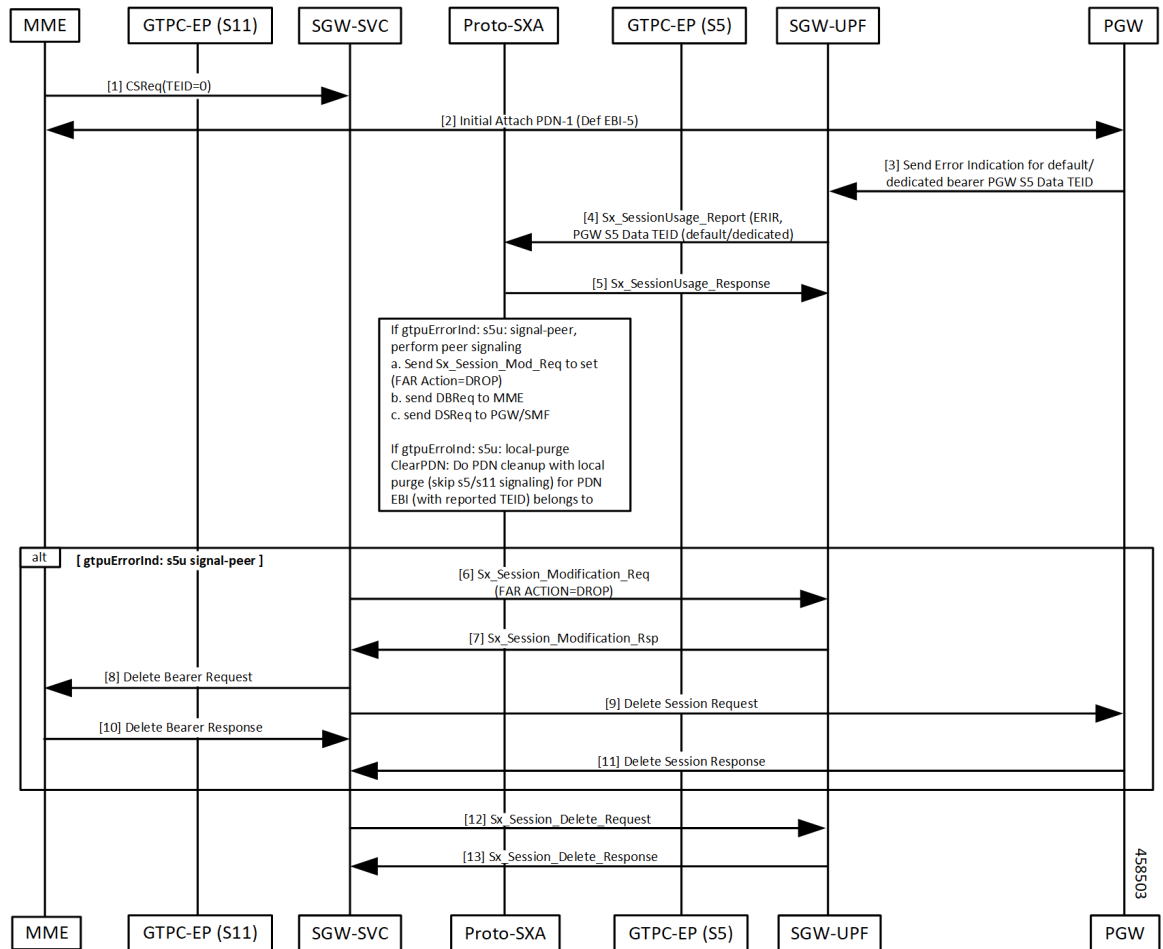 MME
GTPC-EP (S11)
SGW-SVC
Proto-SXA
GTPC-EP (S5)
SGW-UPF
PGW
[1] CSReq(TEID=0)
[2] Initial Attach PDN-1 (Def EBI-5)
[3] Send Error Indication for default/
dedicated bearer PGW S5 Data TEID
[4] Sx_SessionUsage_Report (ERIR,
PGW S5 Data TEID (default/dedicated)
[5] Sx_SessionUsage_Response
If gtpuErrorInd: s5u: signal-peer,
perform peer signaling
a. Send Sx_Session_Mod_Req to set
(FAR Action=DROP)
b. send DBReq to MME
c. send DSReq to PGW/SMF
If gtpuErroInd: s5u: local-purge
ClearPDN: Do PDN cleanup with local
purge (skip s5/s11 signaling) for PDN
EBI (with reported TEID) belongs to
alt
[ gtpuErrorInd: s5u signal-peer ]
[6] Sx_Session_Modification_Req
(FAR ACTION=DROP)
[7] Sx_Session_Modification_Rsp
[8] Delete Bearer Request
[9] Delete Session Request
[10] Delete Bearer Response
[11] Delete Session Response
[12] Sx_Session_Delete_Request
[13] Sx_Session_Delete_Response
458503
MME
GTPC-EP (S11)
SGW-SVC
Proto-SXA
GTPC-EP (S5)
SGW-UPF
PGW